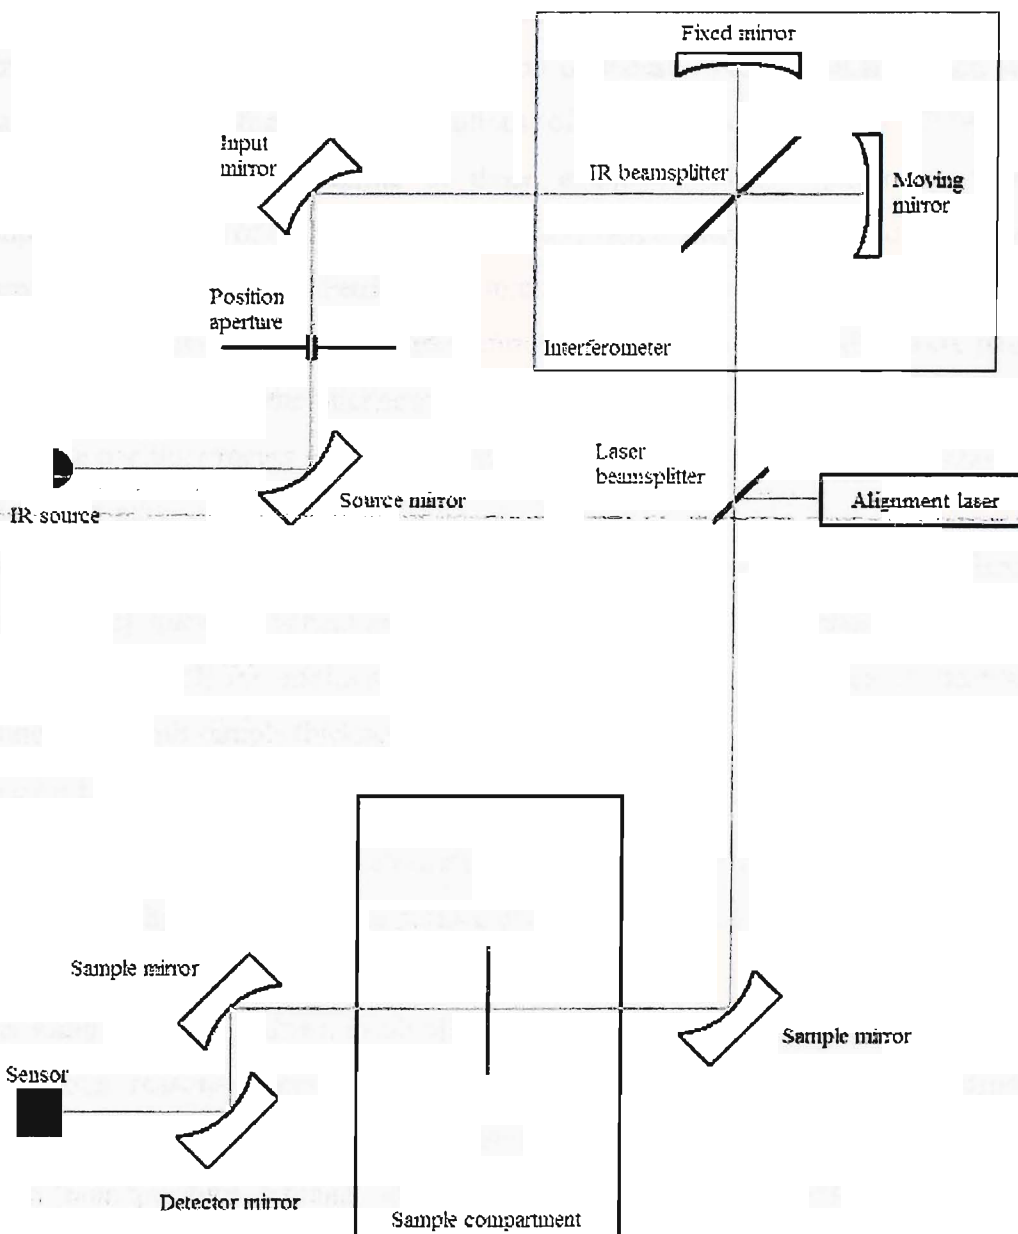 Fixed mirror
Input
mirror
IR beamsplitter
Moving
mirror
Position
aperture
Interferometer
Laser
beamsplitter
Alignment laser
Source mirror
IR source
Sample mirror
Sample mirror
Sensor
Detector mirror
Sample compartment